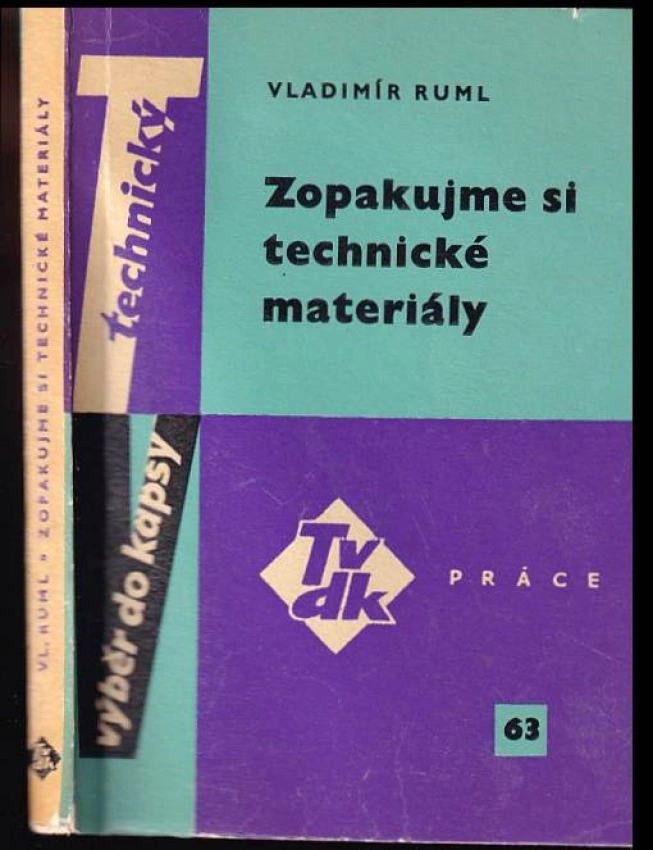 VLADIMÍR RUML
Zopakujme si
technické
materiály
technický
výběr do kapsy
Tv
dk
PRÁCE
63
VL. RUML » ZOPAKUJME SI TECHNICKÉ MATERIÁLY